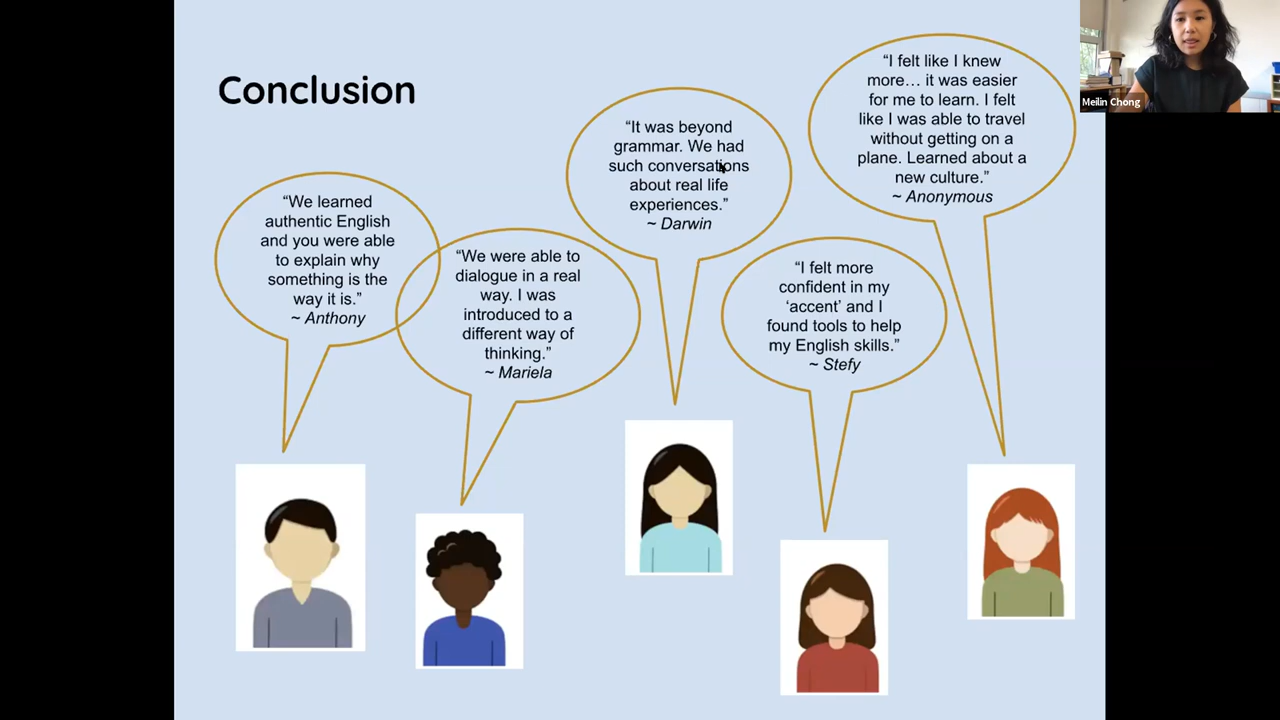 Conclusion
“We learned
authentic English
and you were able
to explain why
something is the
way it is.”
~ Anthony
“We were able to
dialogue in a real
way. I was
introduced to a
different way of
thinking.”
~ Mariela
“It was beyond
grammar. We had
such conversations
about real life
experiences.”
~ Darwin
“I felt more
confident in my
‘accent’ and I
found tools to help
my English skills.”
~ Stefy
“I felt like I knew
more… it was easier
for me to learn. I felt
like I was able to travel
without getting on a
plane. Learned about a
new culture.”
~ Anonymous
Meilin Chong